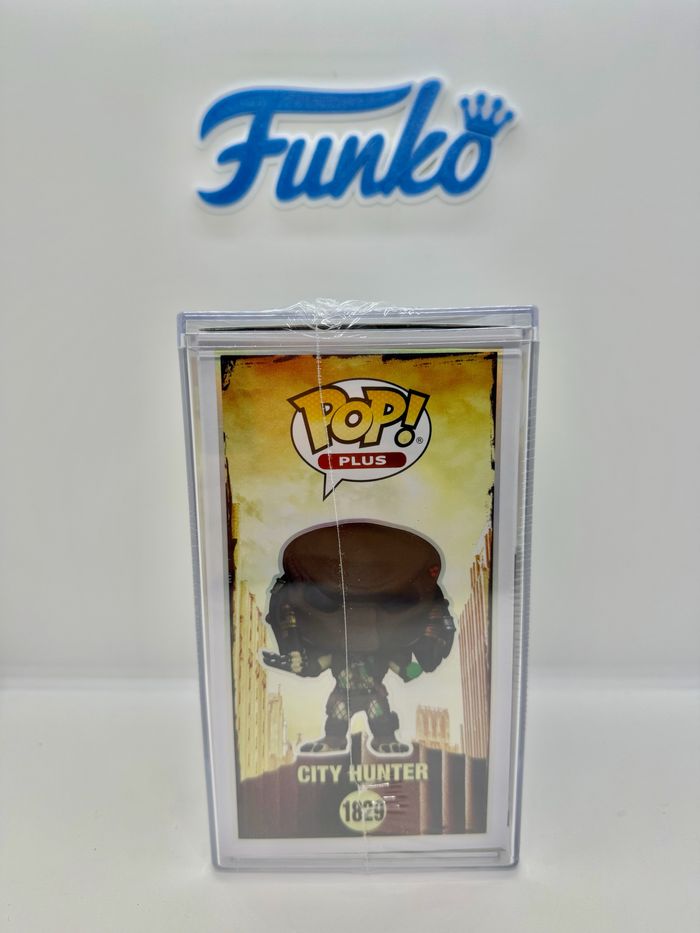 Funko
POP!®
PLUS
CITY HUNTER
1829